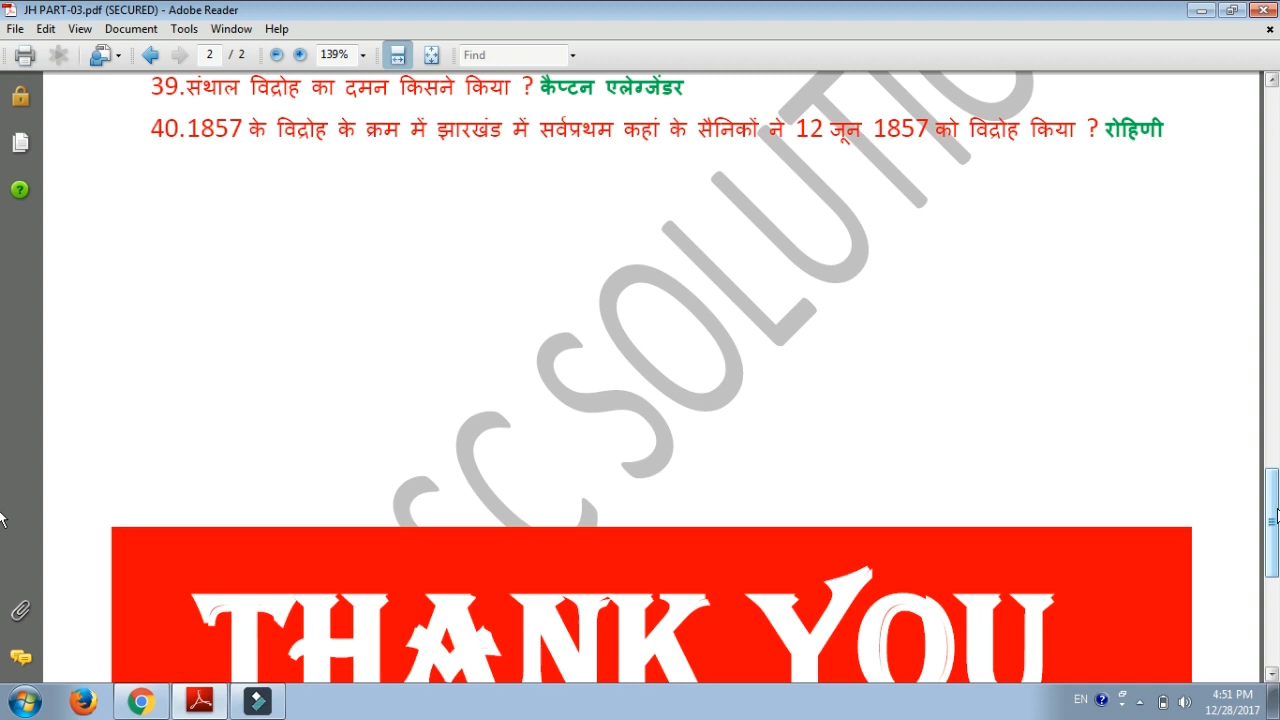 JH PART-03.pdf (SECURED) - Adobe Reader
File Edit View Document Tools Window Help
2 / 2 139% Find
39.संथाल विद्रोह का दमन किसने किया ? कैप्टन एलेग्जेंडर
40.1857 के विद्रोह के क्रम में झारखंड में सर्वप्रथम कहां के सैनिकों ने 12 जून 1857 को विद्रोह किया ? रोहिणी
C SOLUTIO
THANK YOU
EN
4:51 PM
12/28/2017